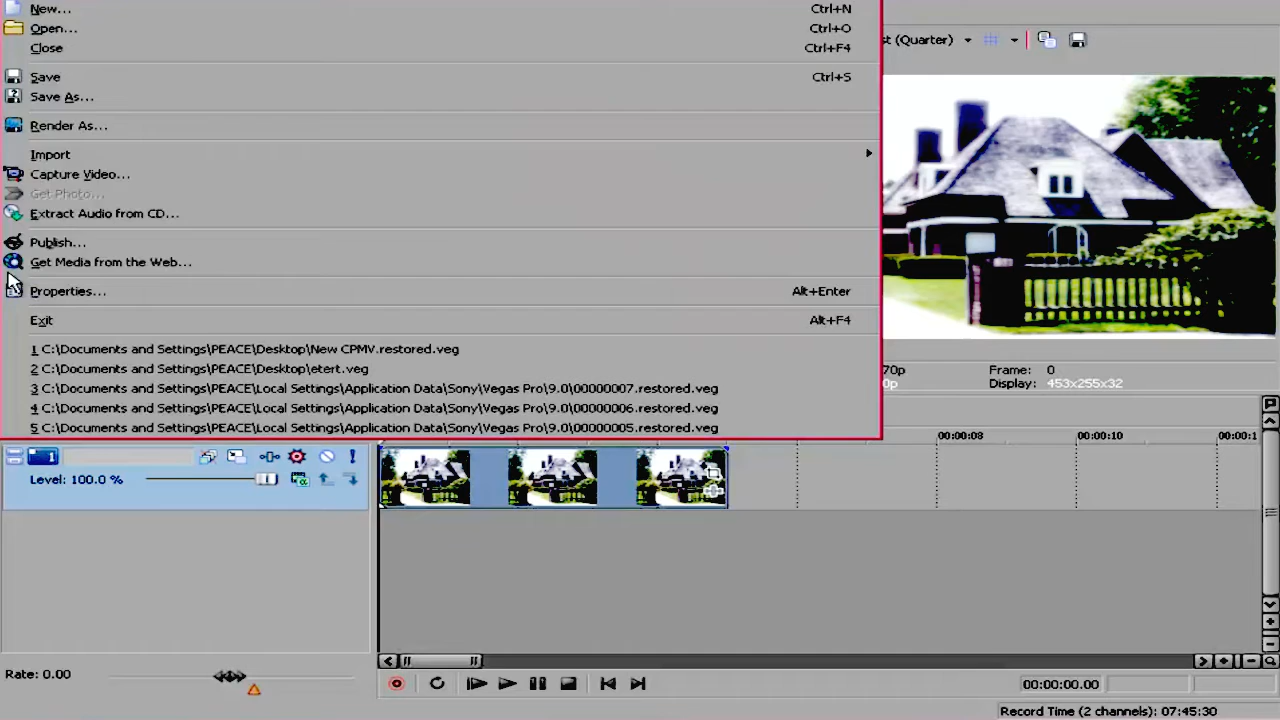 New... Ctrl+N
Open... Ctrl+O
Close Ctrl+F4
Save Ctrl+S
Save As...
Render As...
Import
Capture Video...
Get Photo...
Extract Audio from CD...
Publish...
Get Media from the Web...
Properties... Alt+Enter
Exit Alt+F4
1 C:\Documents and Settings\PEACE\Desktop\New CPMV.restored.veg
2 C:\Documents and Settings\PEACE\Desktop\etert.veg
3 C:\Documents and Settings\PEACE\Local Settings\Application Data\Sony\Vegas Pro\9.0\00000007.restored.veg
4 C:\Documents and Settings\PEACE\Local Settings\Application Data\Sony\Vegas Pro\9.0\00000006.restored.veg
5 C:\Documents and Settings\PEACE\Local Settings\Application Data\Sony\Vegas Pro\9.0\00000005.restored.veg
st (Quarter)
70p Frame: 0
0p Display: 453x255x32
00:00:08 00:00:10 00:00:1
1
Level: 100.0 %
Rate: 0.00
00:00:00.00
Record Time (2 channels): 07:45:30